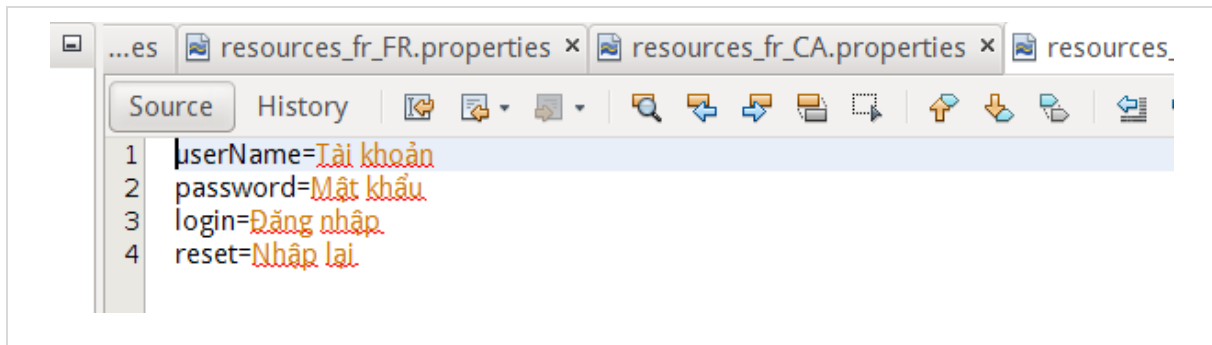 ...es resources_fr_FR.properties × resources_fr_CA.properties × resources_
Source History
1 userName=Tài khoản
2 password=Mật khẩu
3 login=Đăng nhập
4 reset=Nhập lại